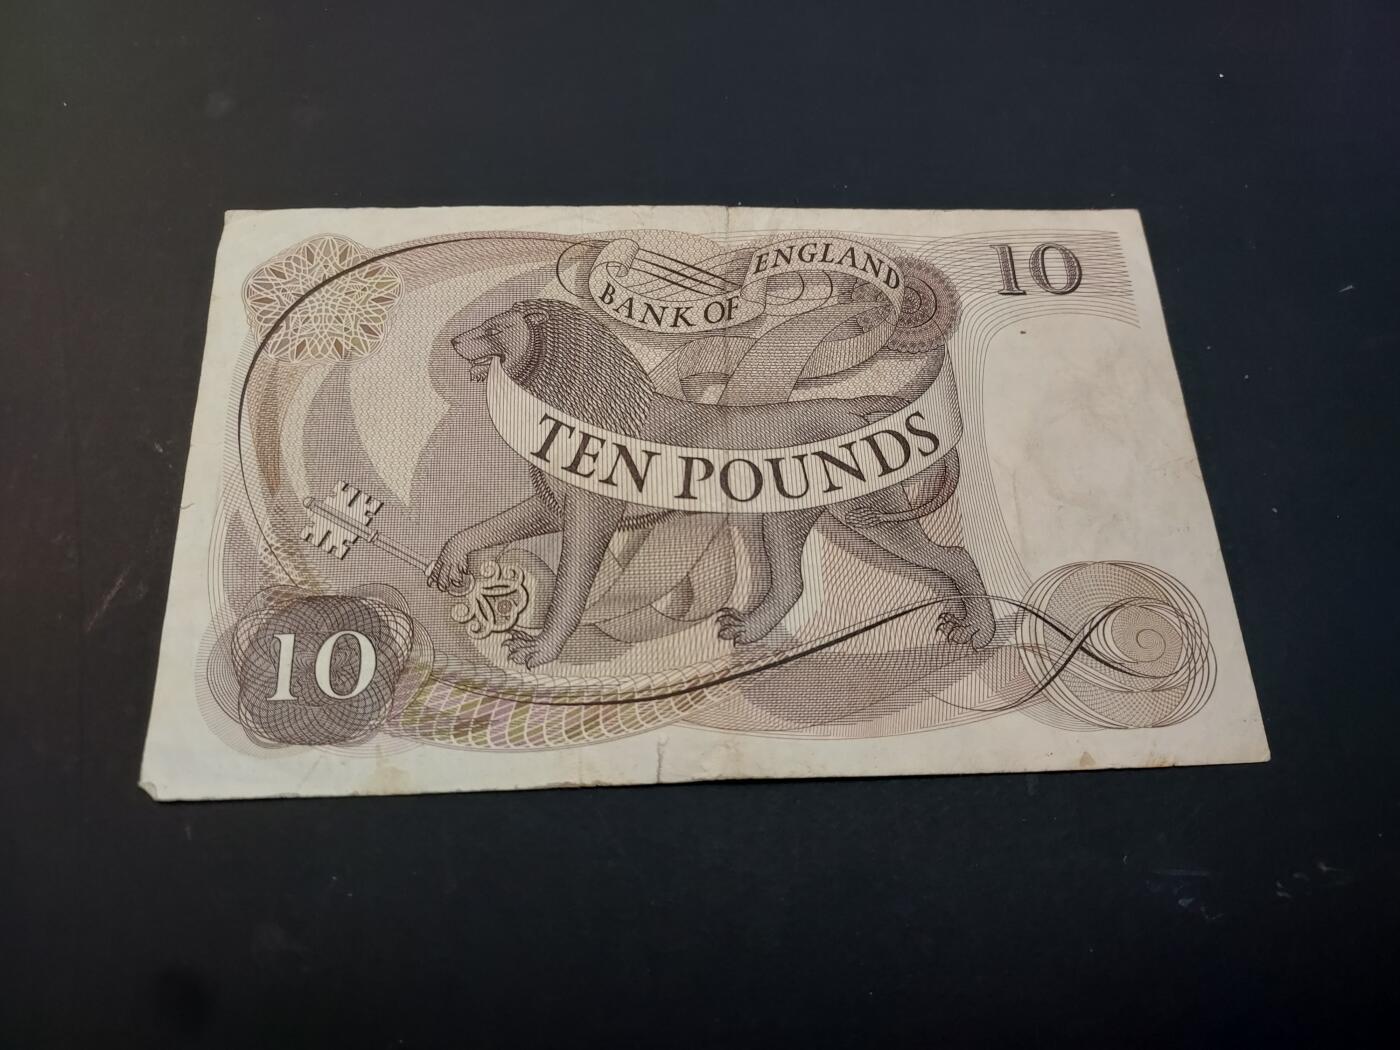 BANK OF ENGLAND
10
TEN POUNDS
10